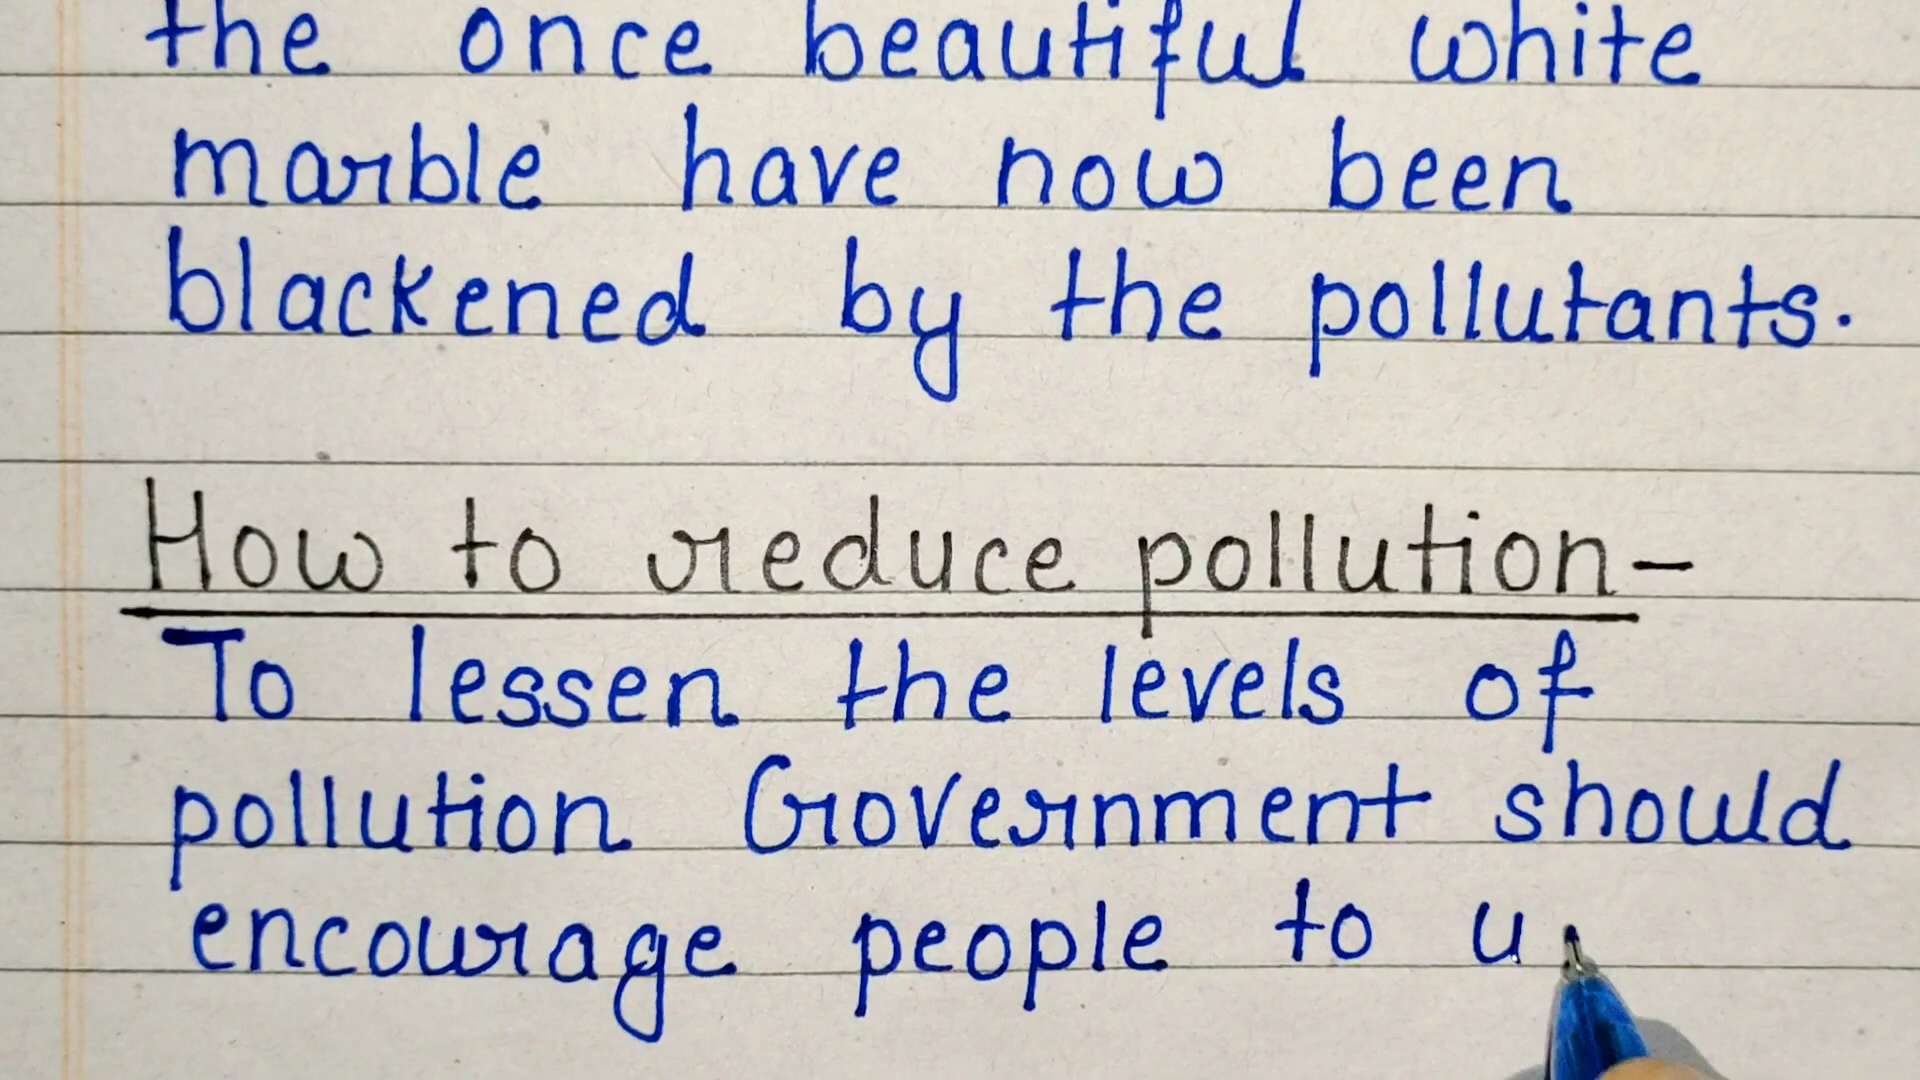 the once beautiful white
marble have now been
blackened by the pollutants.
How to reduce pollution-
To lessen the levels of
pollution Government should
encourage people to u